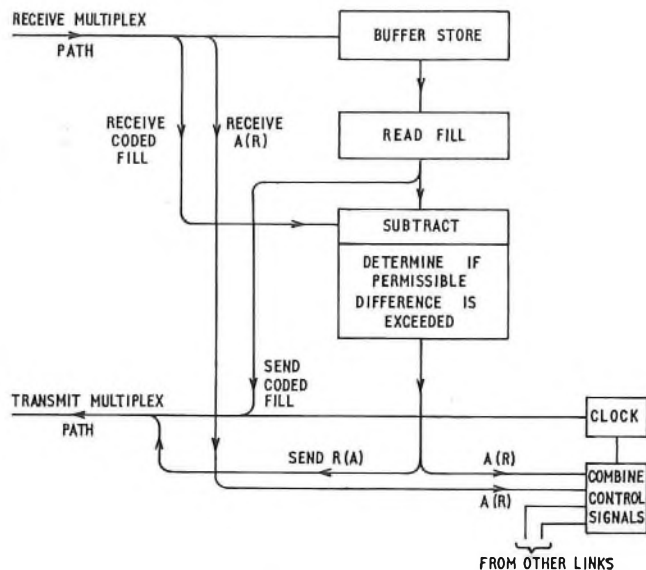 RECEIVE MULTIPLEX
PATH
BUFFER STORE
RECEIVE
CODED
FILL
RECEIVE
A(R)
READ FILL
SUBTRACT
DETERMINE IF
PERMISSIBLE
DIFFERENCE IS
EXCEEDED
SEND
CODED
FILL
TRANSMIT MULTIPLEX
PATH
CLOCK
SEND R(A)
A(R)
A(R)
COMBINE
CONTROL
SIGNALS
FROM OTHER LINKS